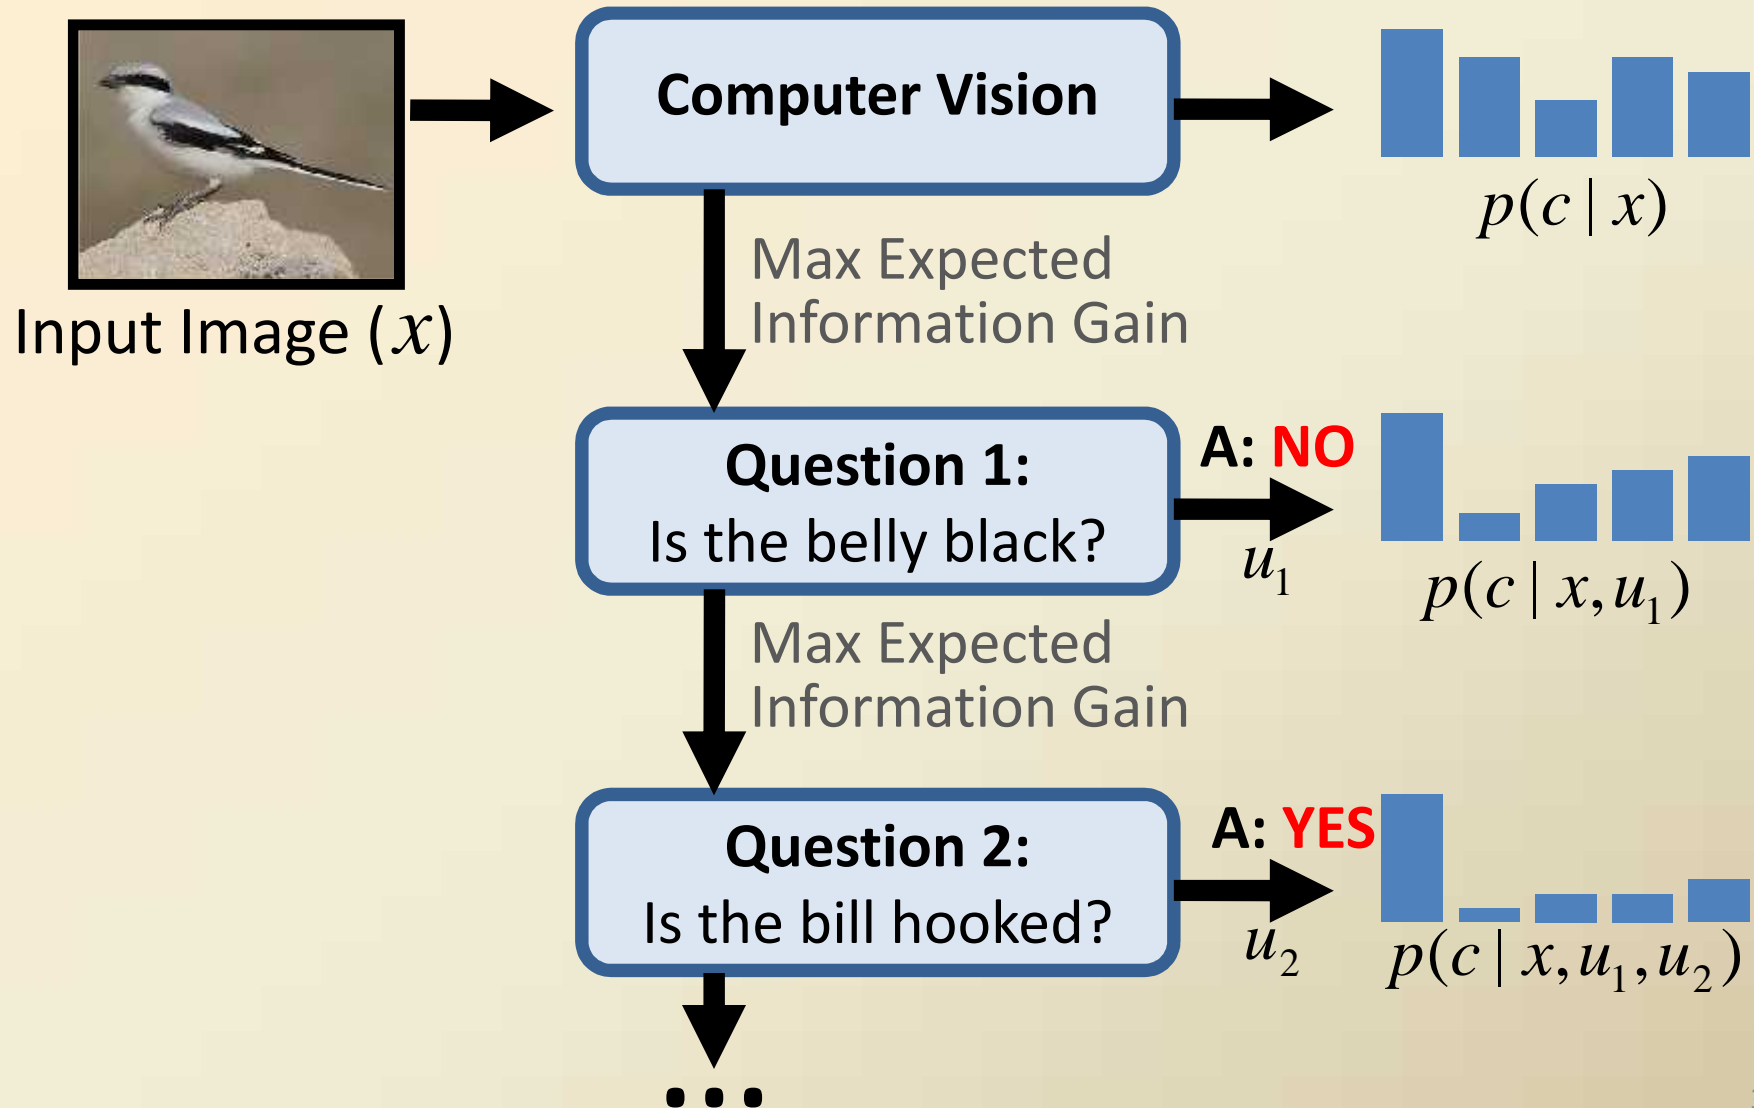 Computer Vision
p(c | x)
Input Image (x)
Max Expected
Information Gain
Question 1:
Is the belly black?
A: NO
u₁
p(c | x, u₁)
Max Expected
Information Gain
Question 2:
Is the bill hooked?
A: YES
u₂
p(c | x, u₁, u₂)
...